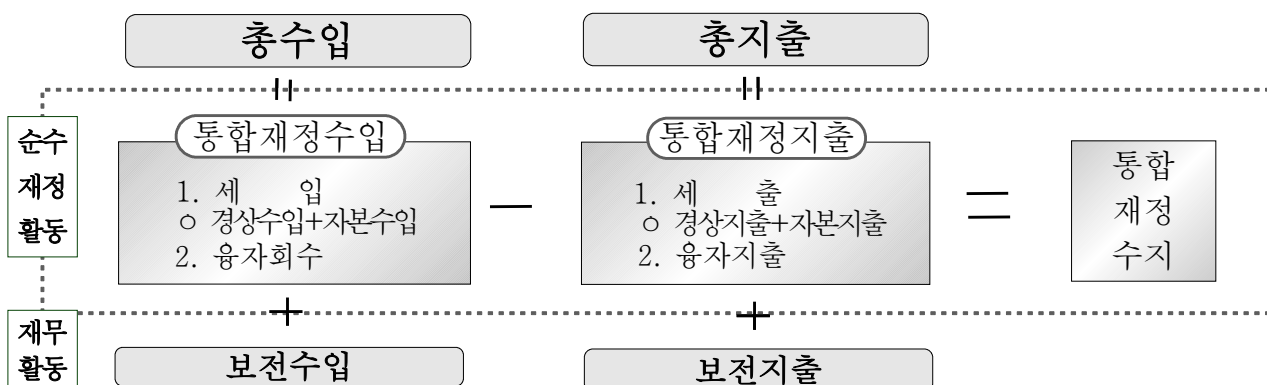 총수입
총지출
순수
재정
활동
통합재정수입
1. 세 입
ㅇ 경상수입+자본수입
2. 융자회수
통합재정지출
1. 세 출
ㅇ 경상지출+자본지출
2. 융자지출
통합
재정
수지
재무
활동
보전수입
보전지출